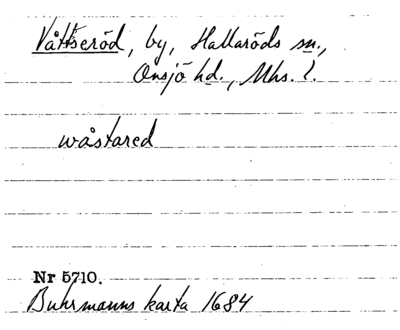 Våttseröd, by, Hallaröds sn.,
Onsjö hd., Mhs. l.
wåstared
Nr 5710.
Buhrmanns karta 1684